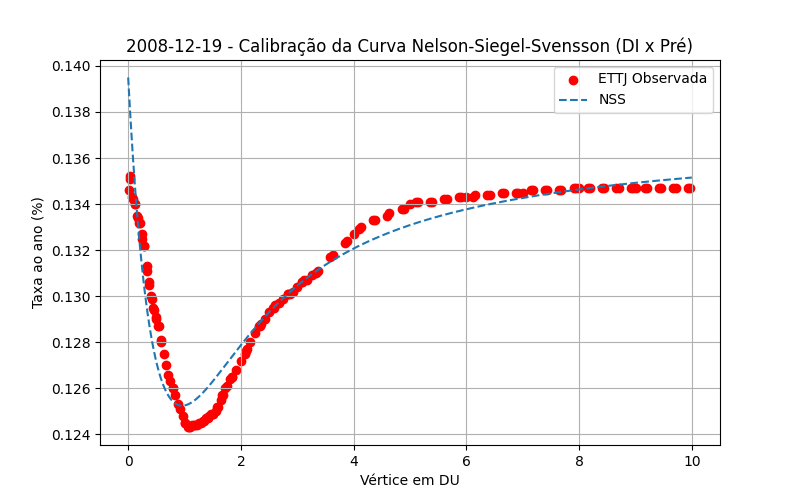 2008-12-19 - Calibração da Curva Nelson-Siegel-Svensson (DI x Pré)
ETTJ Observada
NSS
Taxa ao ano (%)
0.140
0.138
0.136
0.134
0.132
0.130
0.128
0.126
0.124
0 2 4 6 8 10
Vértice em DU